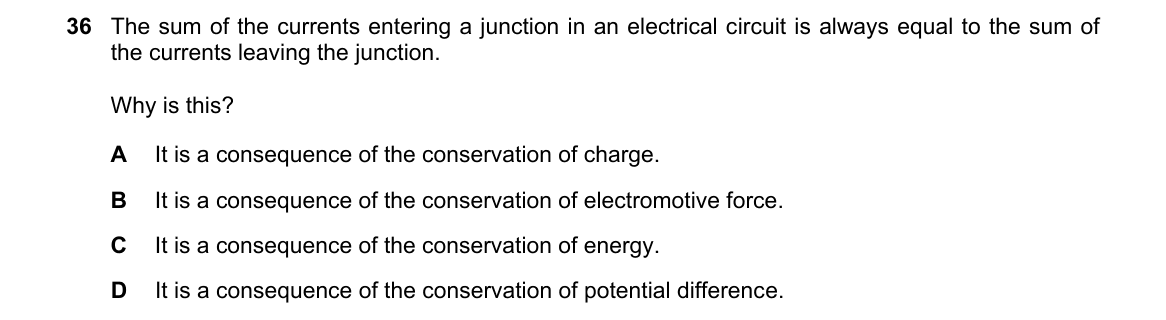 36 The sum of the currents entering a junction in an electrical circuit is always equal to the sum of
the currents leaving the junction.
Why is this?
A It is a consequence of the conservation of charge.
B It is a consequence of the conservation of electromotive force.
C It is a consequence of the conservation of energy.
D It is a consequence of the conservation of potential difference.